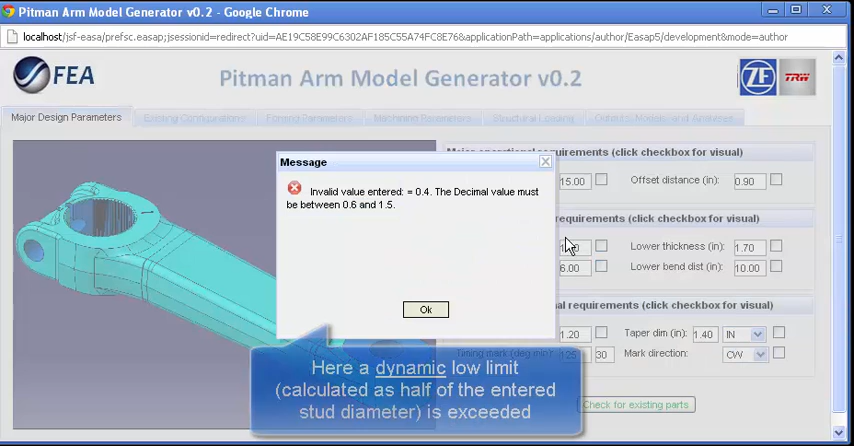 Pitman Arm Model Generator v0.2 - Google Chrome
localhost/jsf-easa/prefsc.easap;jsessionid=redirect?uid=AE19C58E99C6302AF185C55A74FC8E76&applicationPath=applications/author/Easap5/development&mode=author
FEA
Pitman Arm Model Generator v0.2
ZF
TRW
Major Design Parameters
Existing Configurations
Forging Parameters
Machining Parameters
Structural Loading
Outputs, Models, and Analyses
Major operational requirements (click checkbox for visual)
15.00
Offset distance (in):
0.90
Message
Invalid value entered: = 0.4. The Decimal value must
be between 0.6 and 1.5.
Ok
requirements (click checkbox for visual)
Lower thickness (in):
1.70
6.00
Lower bend dist (in):
10.00
requirements (click checkbox for visual)
1.20
Taper dim (in):
1.40
IN
Timing mark (deg min):
125
30
Mark direction:
CW
Check for existing parts
Here a dynamic low limit
(calculated as half of the entered
stud diameter) is exceeded